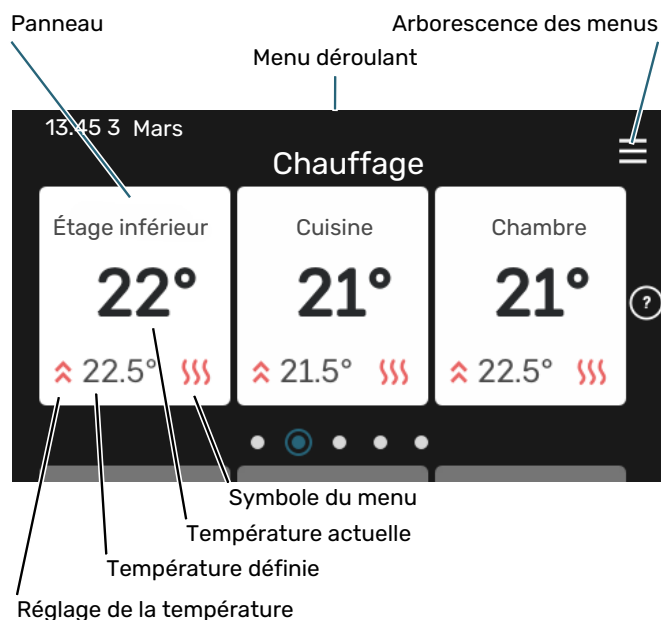 Panneau
Arborescence des menus
Menu déroulant
13.45 3 Mars
Chauffage
Étage inférieur
Cuisine
Chambre
22°
21°
21°
?
22.5°
21.5°
22.5°
Symbole du menu
Température actuelle
Température définie
Réglage de la température